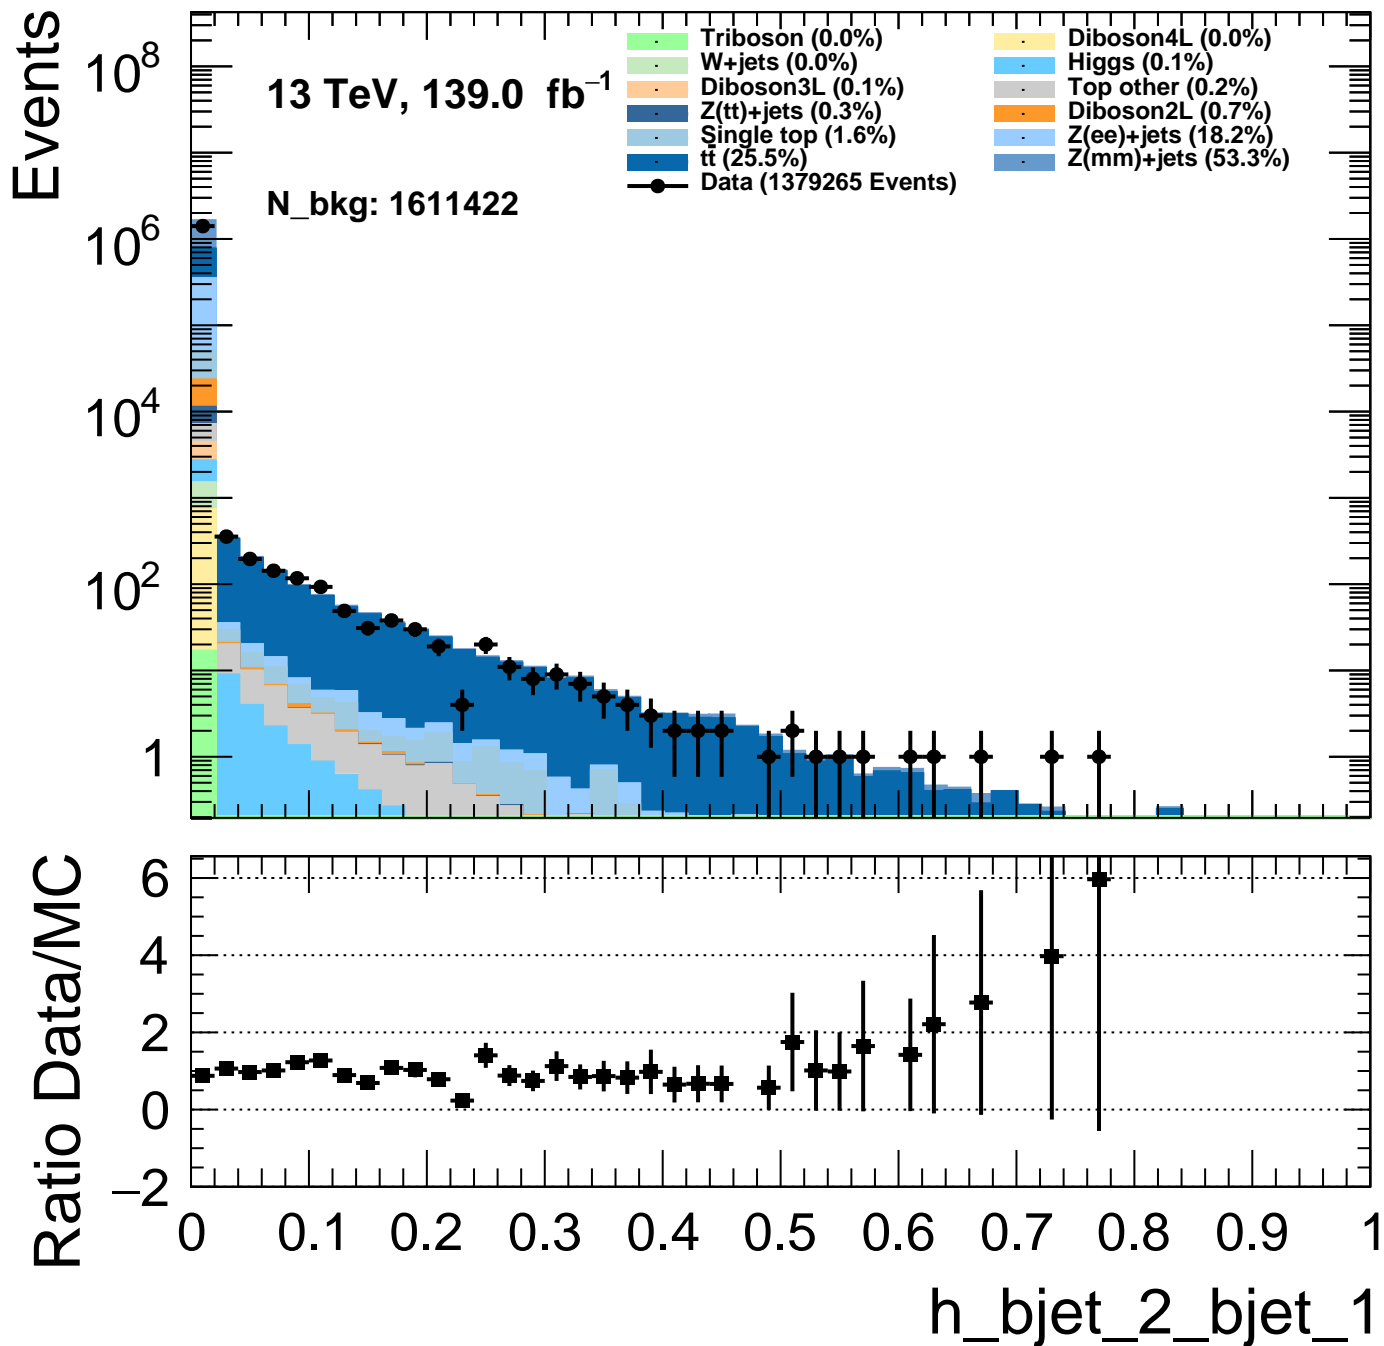 Events
10^8
10^6
10^4
10^2
1
13 TeV, 139.0 fb^−1
N_bkg: 1611422
Triboson (0.0%)
W+jets (0.0%)
Diboson3L (0.1%)
Z(tt)+jets (0.3%)
Single top (1.6%)
tt̄ (25.5%)
Data (1379265 Events)
Diboson4L (0.0%)
Higgs (0.1%)
Top other (0.2%)
Diboson2L (0.7%)
Z(ee)+jets (18.2%)
Z(mm)+jets (53.3%)
Ratio Data/MC
6
4
2
0
−2
0 0.1 0.2 0.3 0.4 0.5 0.6 0.7 0.8 0.9 1
h_bjet_2_bjet_1